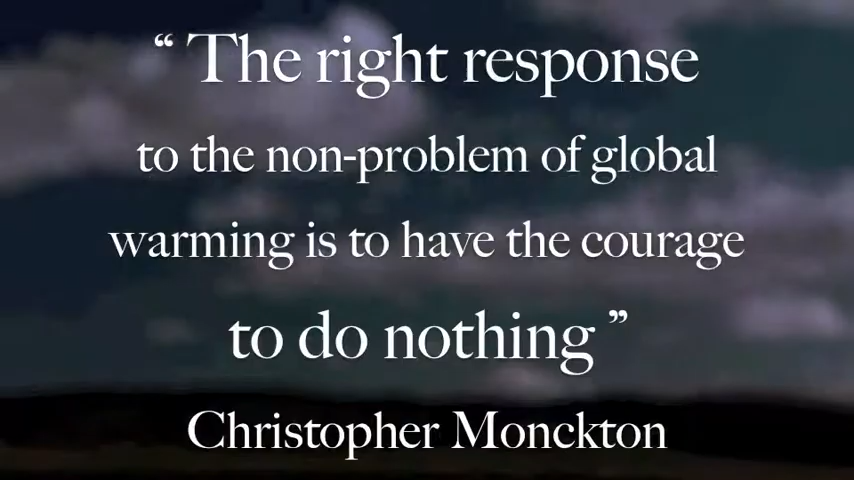 “ The right response
to the non-problem of global
warming is to have the courage
to do nothing ”
Christopher Monckton